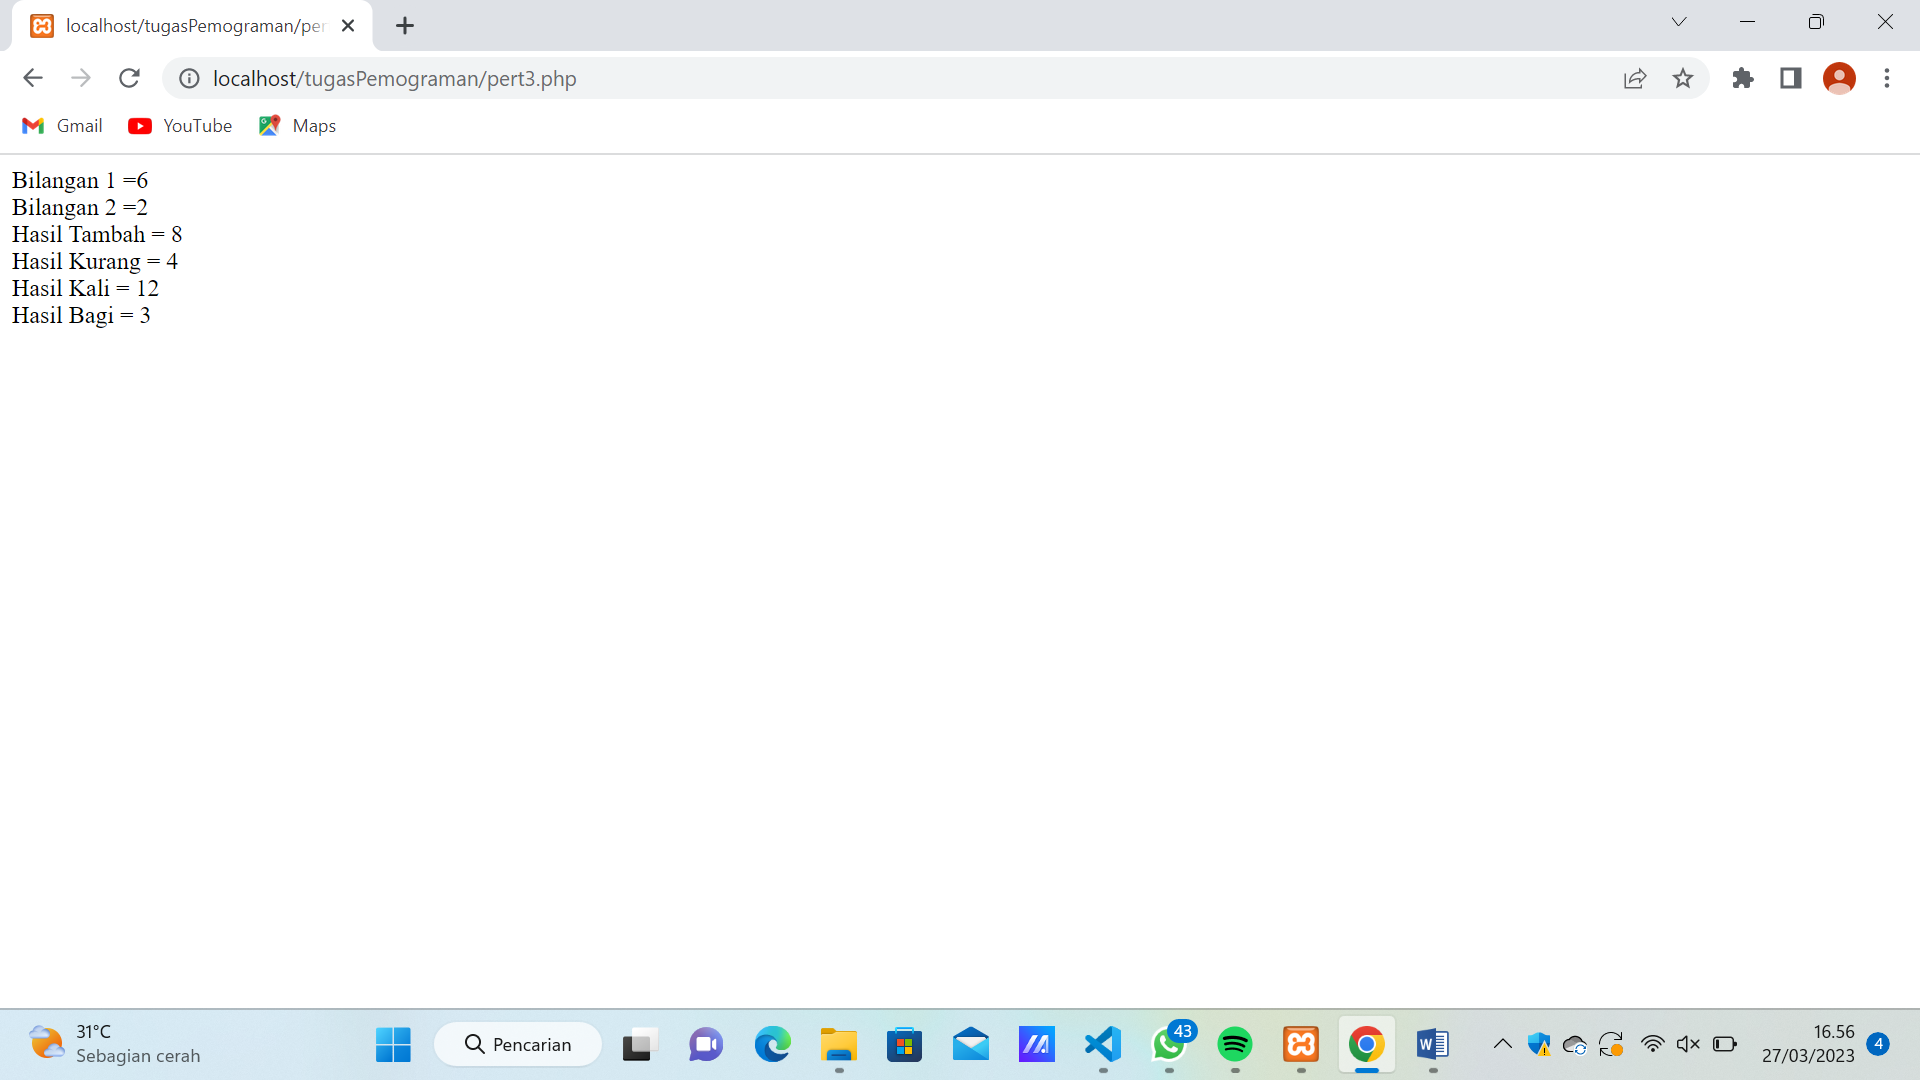 localhost/tugasPemograman/per
localhost/tugasPemograman/pert3.php
Gmail YouTube Maps
Bilangan 1 =6
Bilangan 2 =2
Hasil Tambah = 8
Hasil Kurang = 4
Hasil Kali = 12
Hasil Bagi = 3
31°C
Sebagian cerah
Pencarian
43
16.56
27/03/2023
4